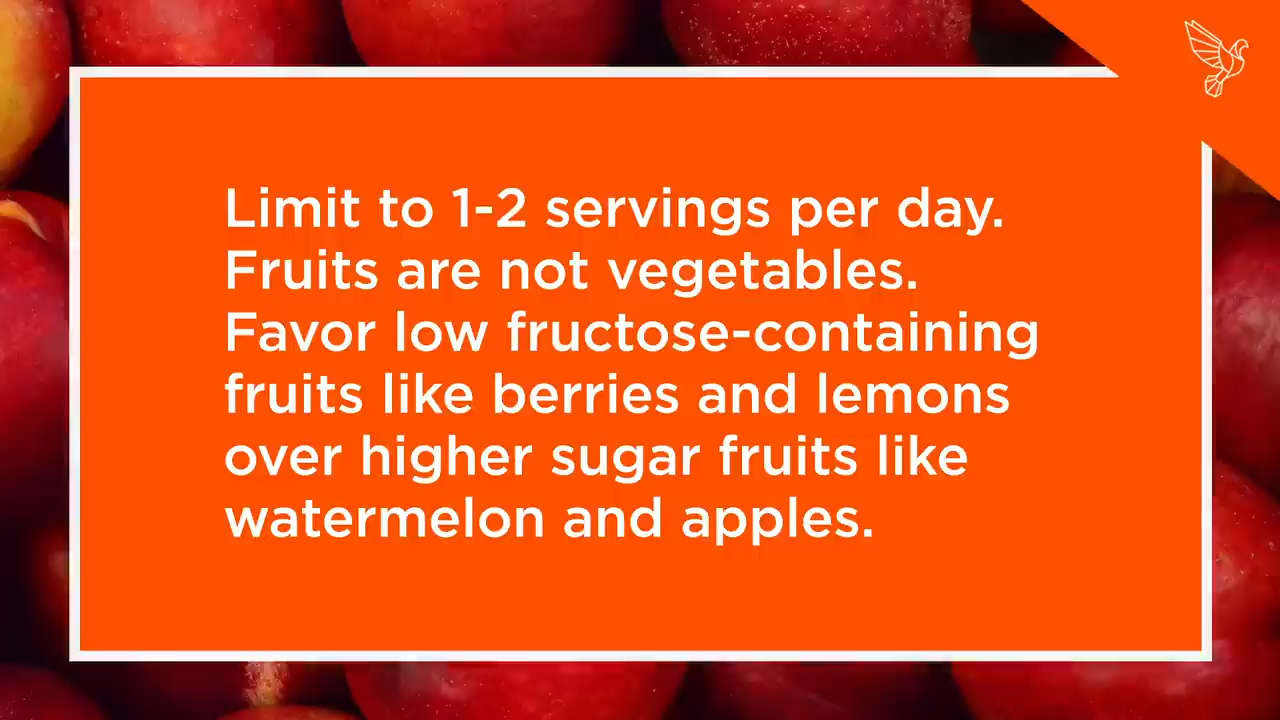 Limit to 1-2 servings per day.
Fruits are not vegetables.
Favor low fructose-containing
fruits like berries and lemons
over higher sugar fruits like
watermelon and apples.